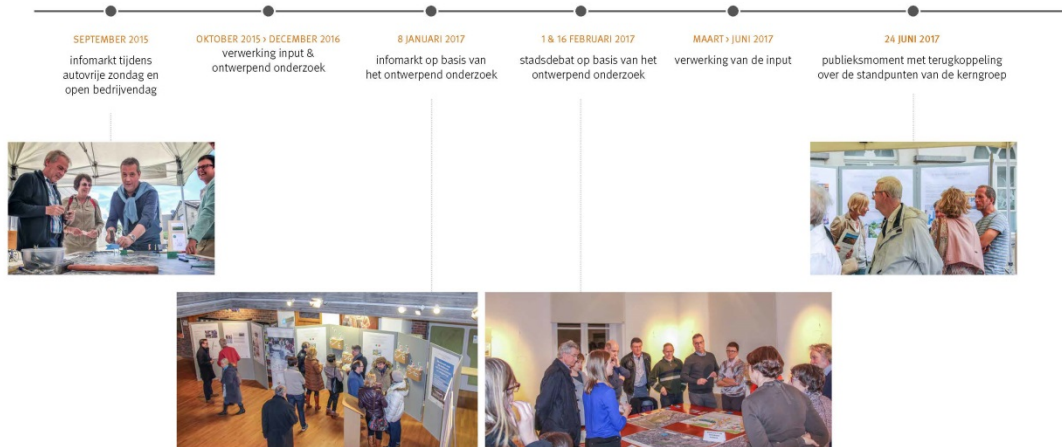 SEPTEMBER 2015
infomarkt tijdens
autovrije zondag en
open bedrijvendag
OKTOBER 2015 › DECEMBER 2016
verwerking input &
ontwerpend onderzoek
8 JANUARI 2017
infomarkt op basis van
het ontwerpend onderzoek
1 & 16 FEBRUARI 2017
stadsdebat op basis van het
ontwerpend onderzoek
MAART › JUNI 2017
verwerking van de input
24 JUNI 2017
publieksmoment met terugkoppeling
over de standpunten van de kerngroep